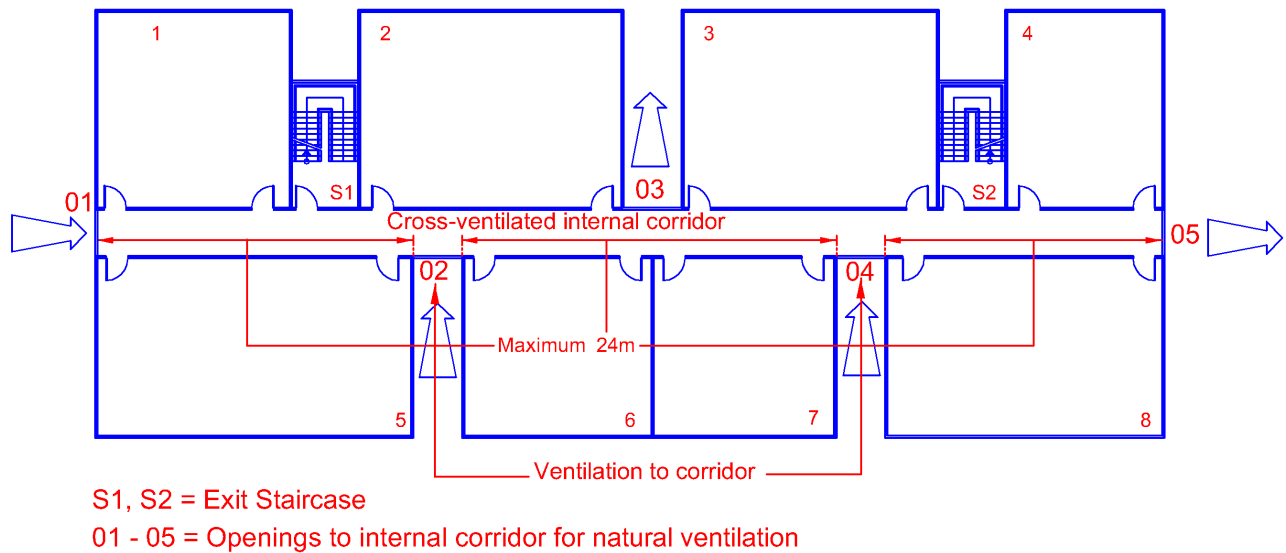 1
2
3
4
S1
S2
01
03
Cross-ventilated internal corridor
05
02
04
Maximum 24m
5
6
7
8
Ventilation to corridor
S1, S2 = Exit Staircase
01 - 05 = Openings to internal corridor for natural ventilation